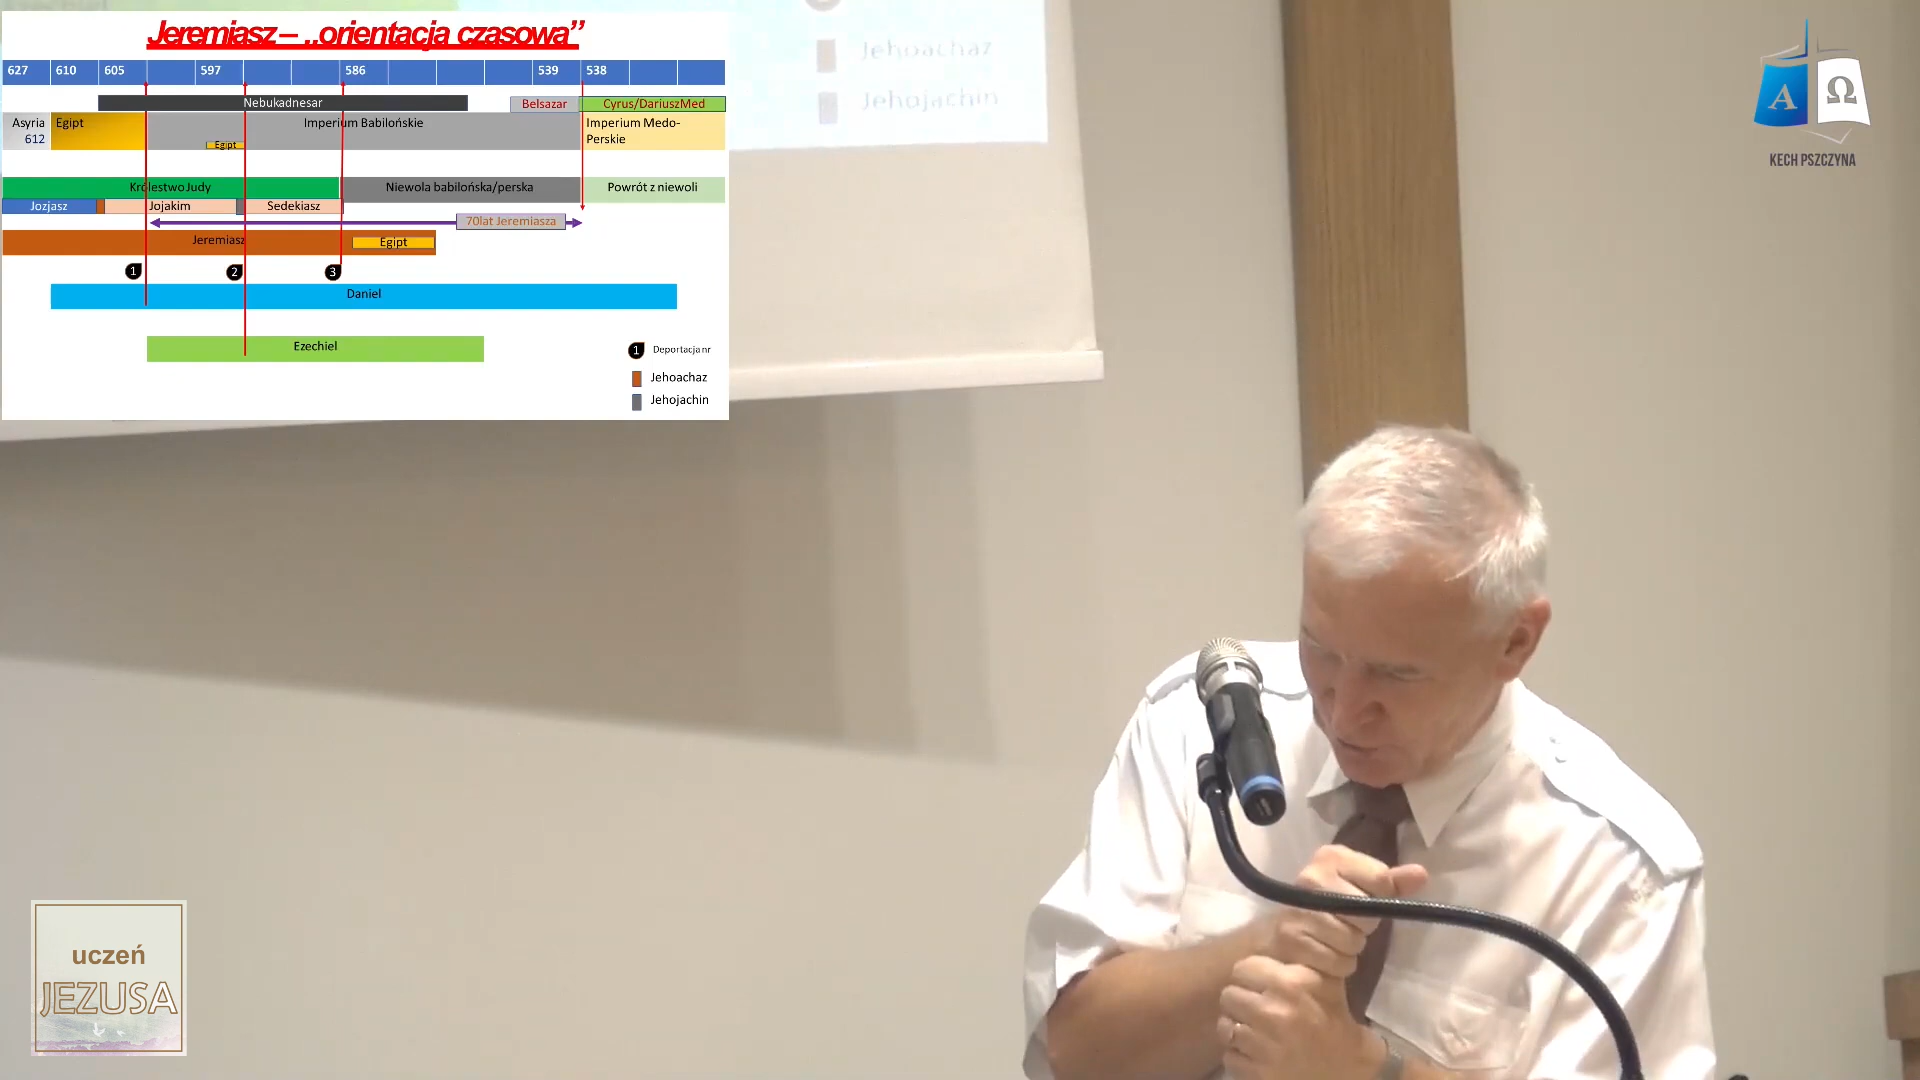 Jeremiasz – „orientacja czasowa”
627 610 605 597 586 539 538
Nebukadnesar Belsazar Cyrus/DariuszMed
Asyria
612
Egipt Imperium Babilońskie Imperium Medo-
Perskie
Egipt
Królestwo Judy Niewola babilońska/perska Powrót z niewoli
Jozjasz Jojakim Sedekiasz
70lat Jeremiasza
Jeremiasz Egipt
1 2 3
Daniel
Ezechiel
1 Deportacja nr
Jehoachaz
Jehojachin
Jehoachaz
Jehojachin
A Ω
KECH PSZCZYNA
uczeń
JEZUSA